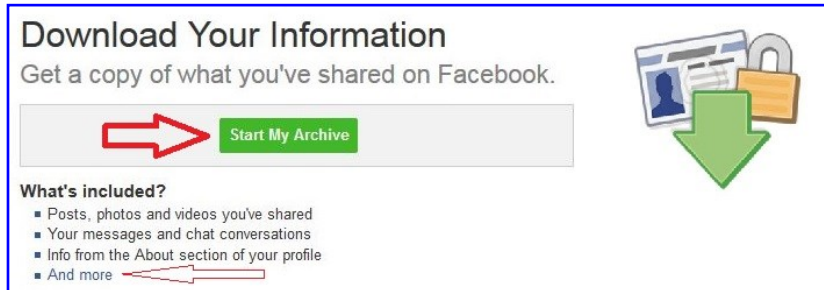 Download Your Information
Get a copy of what you've shared on Facebook.
Start My Archive
What's included?
Posts, photos and videos you've shared
Your messages and chat conversations
Info from the About section of your profile
And more